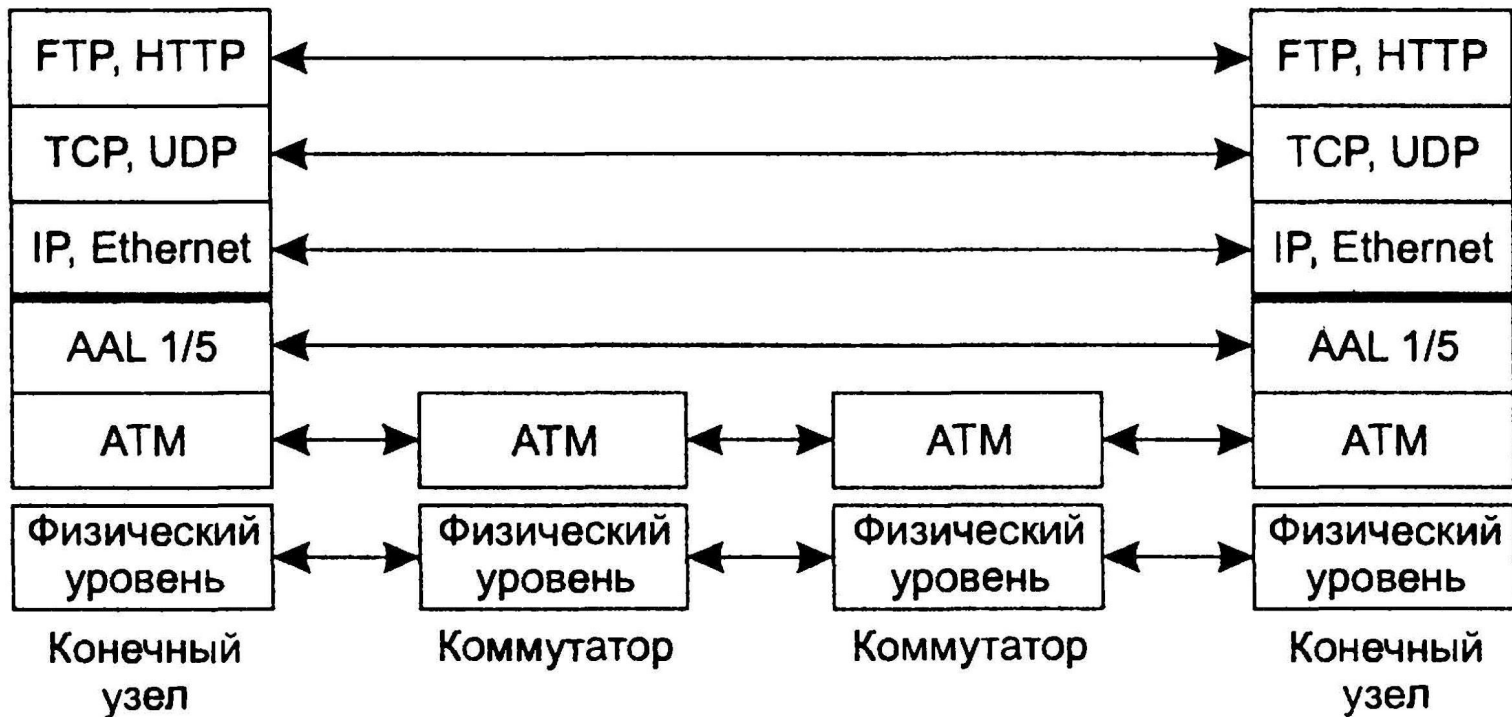 FTP, HTTP
FTP, HTTP
TCP, UDP
TCP, UDP
IP, Ethernet
IP, Ethernet
AAL 1/5
AAL 1/5
ATM
ATM
ATM
ATM
Физический
уровень
Физический
уровень
Физический
уровень
Физический
уровень
Конечный
узел
Коммутатор
Коммутатор
Конечный
узел